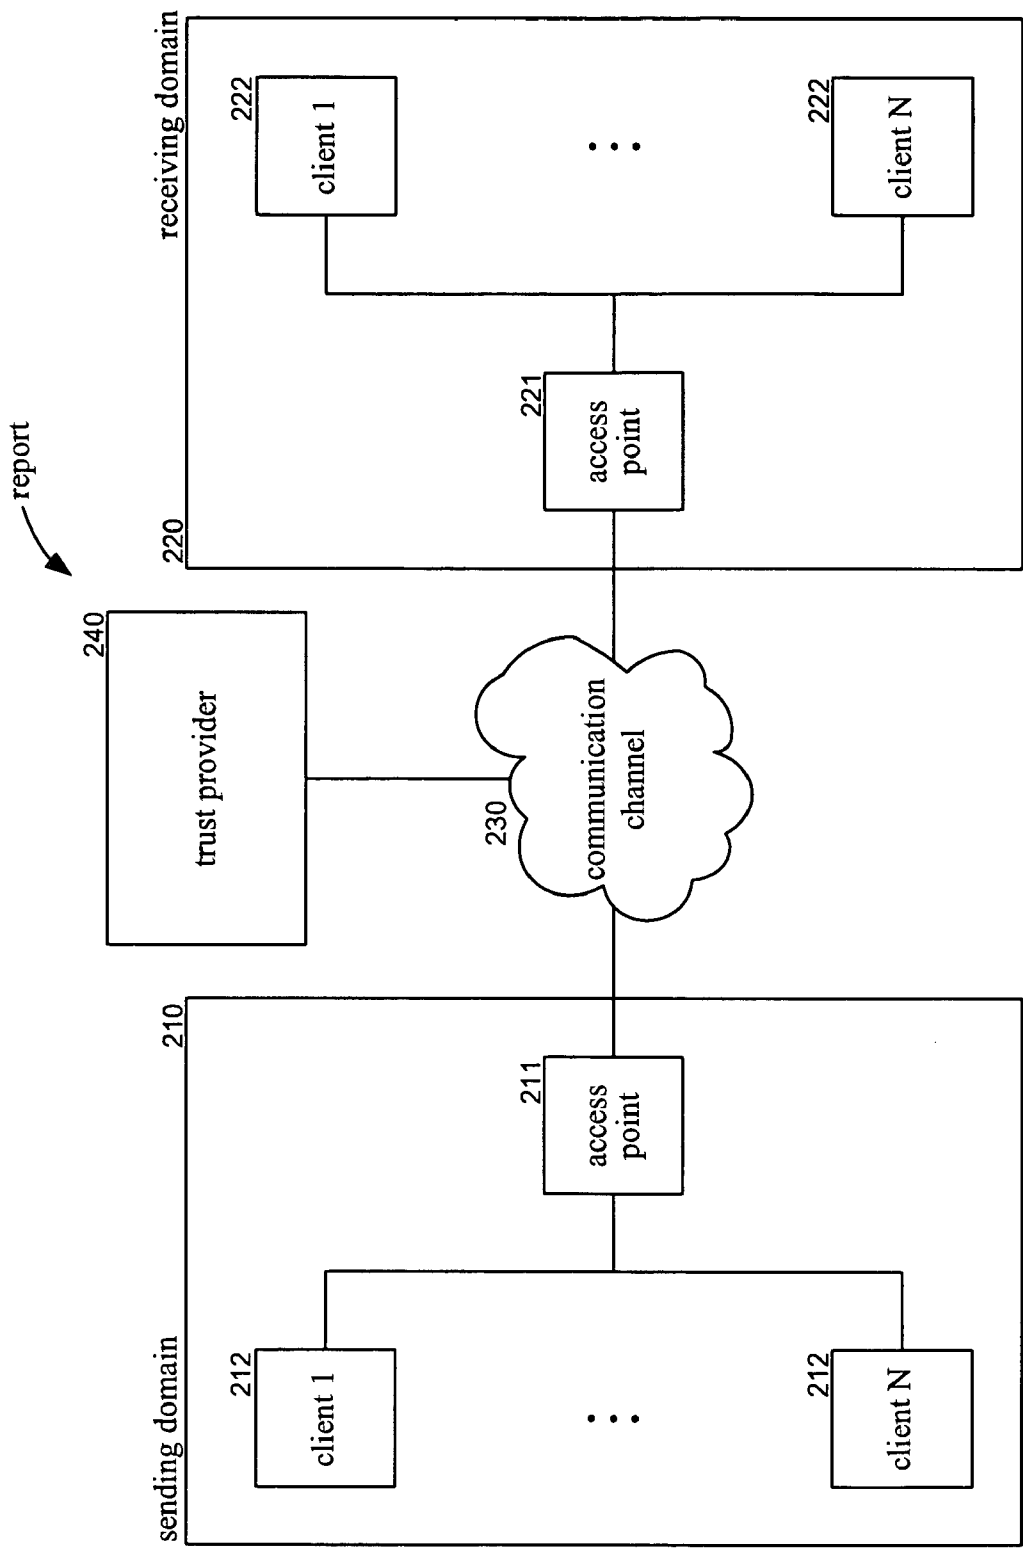 report
240
trust provider
sending domain
210
220
receiving domain
212
client 1
222
client 1
230
communication
channel
211
access
point
221
access
point
212
client N
222
client N